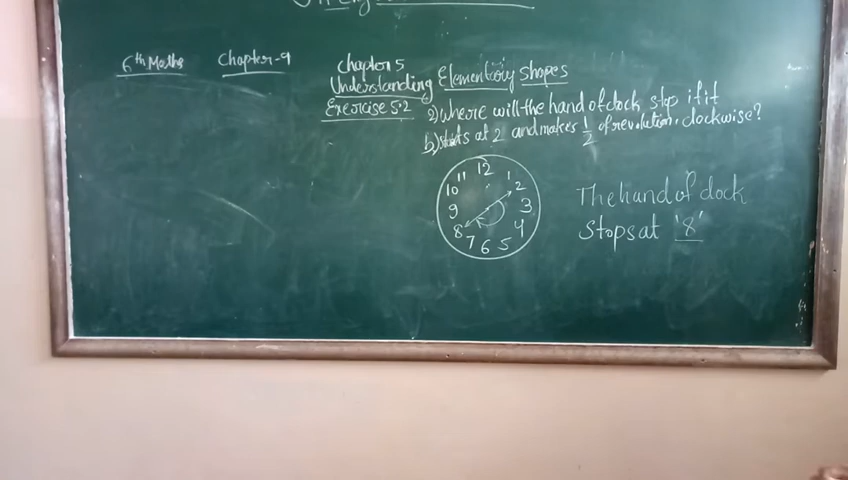 6th Maths Chapter-9
Chapter 5
Understanding Elementary Shapes
Exercise 5.2
2) where will the hand of clock stop if it
b) starts at 2 and makes 1/2 of revolution, clockwise?
12
11 1
10 2
9 3
8 4
7 6 5
The hand of clock
stops at '8'